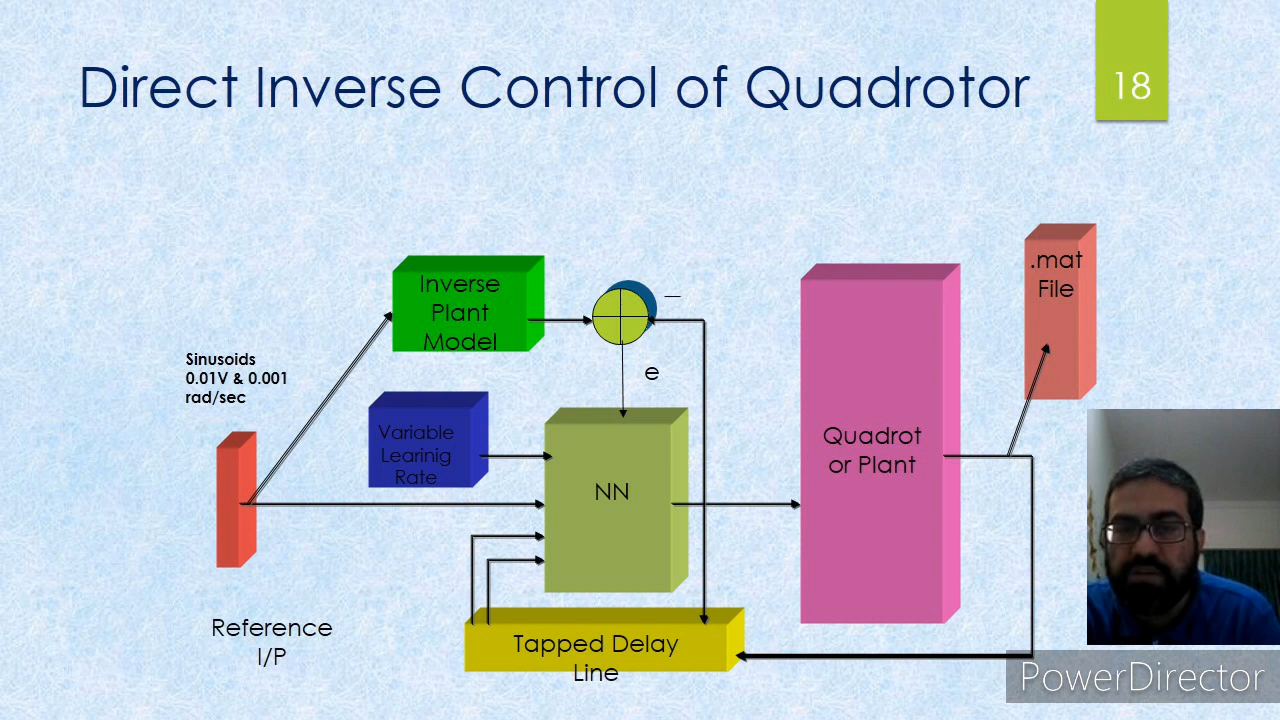 Direct Inverse Control of Quadrotor
18
.mat
File
Inverse
Plant
Model
—
Sinusoids
0.01V & 0.001
rad/sec
e
Variable
Learinig
Rate
Quadrot
or Plant
NN
Reference
I/P
Tapped Delay
Line
PowerDirector